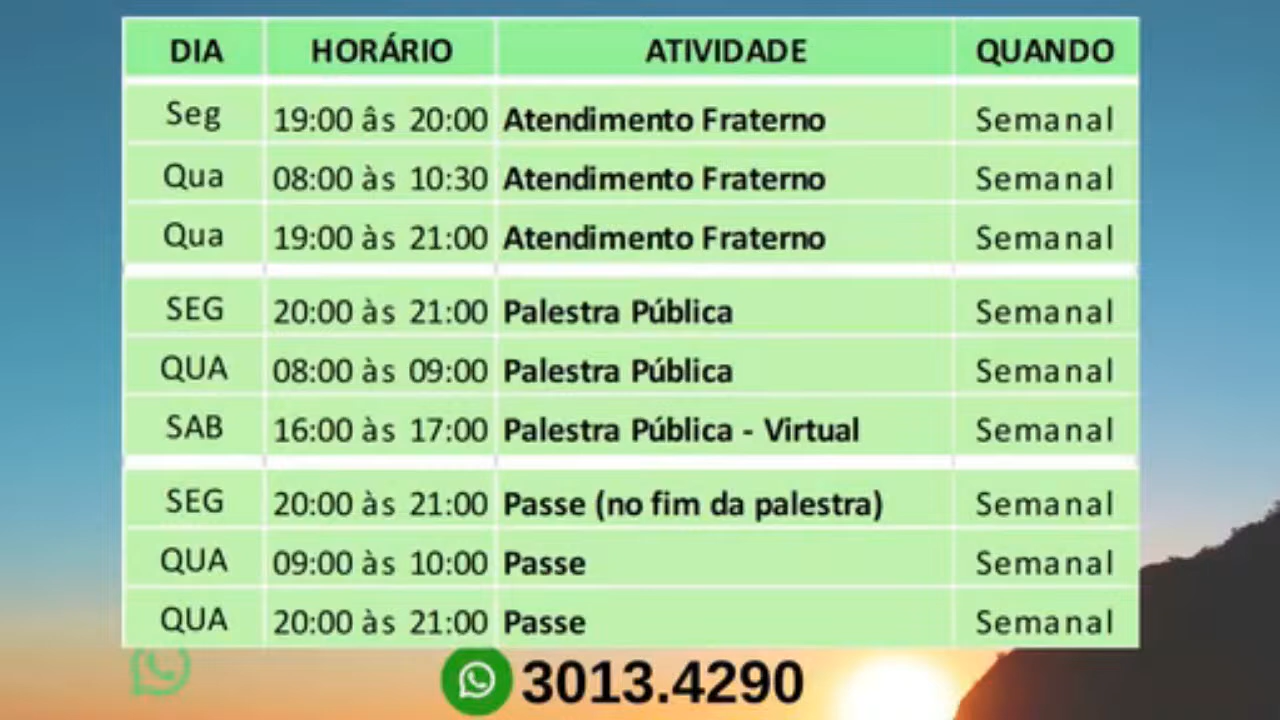 DIA HORÁRIO ATIVIDADE QUANDO
Seg 19:00 âs 20:00 Atendimento Fraterno Semanal
Qua 08:00 às 10:30 Atendimento Fraterno Semanal
Qua 19:00 às 21:00 Atendimento Fraterno Semanal
SEG 20:00 às 21:00 Palestra Pública Semanal
QUA 08:00 às 09:00 Palestra Pública Semanal
SAB 16:00 às 17:00 Palestra Pública - Virtual Semanal
SEG 20:00 às 21:00 Passe (no fim da palestra) Semanal
QUA 09:00 às 10:00 Passe Semanal
QUA 20:00 às 21:00 Passe Semanal
3013.4290